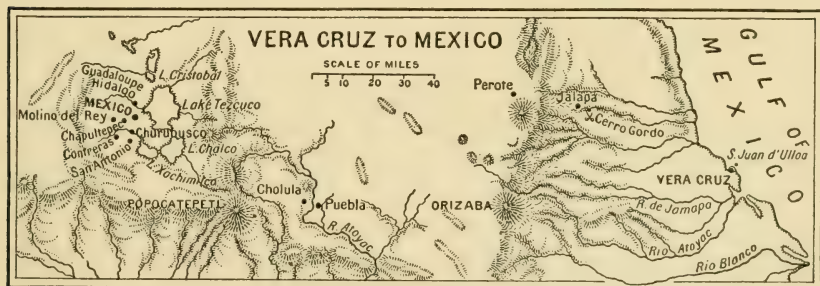 VERA CRUZ TO MEXICO
SCALE OF MILES
5 10 20 30 40
GULF OF
MEXICO
L. Cristobal
Guadaloupe
Hidalgo
MEXICO
Lake Tezcuco
Molino del Rey
Chapultepec
Churubusco
Contreras
San Antonio
L. Chalco
L. Xochimilco
POPOCATEPETL
Cholula
Puebla
R. Atoyac
Perote
Jalapa
X Cerro Gordo
S. Juan d'Ulloa
VERA CRUZ
ORIZABA
R. de Jamapa
Rio Atoyac
Rio Blanco